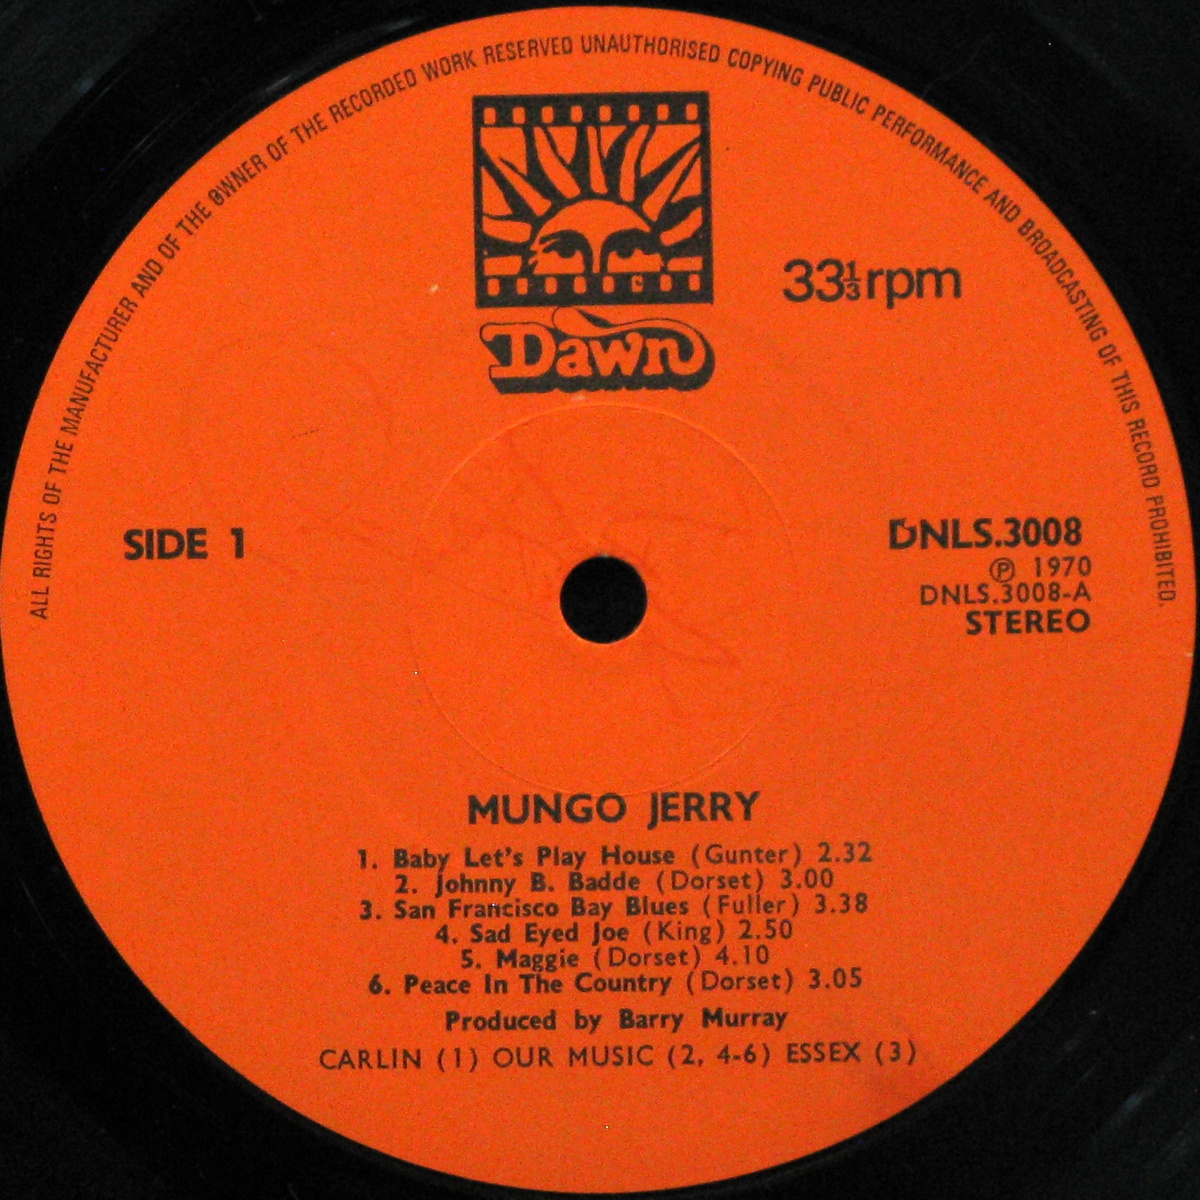 ALL RIGHTS OF THE MANUFACTURER AND OF THE OWNER OF THE RECORDED WORK RESERVED UNAUTHORISED COPYING PUBLIC PERFORMANCE AND BROADCASTING OF THIS RECORD PROHIBITED.
33⅓rpm
Dawn
SIDE 1
DNLS.3008
Ⓟ 1970
DNLS.3008-A
STEREO
MUNGO JERRY
1. Baby Let's Play House (Gunter) 2.32
2. Johnny B. Badde (Dorset) 3.00
3. San Francisco Bay Blues (Fuller) 3.38
4. Sad Eyed Joe (King) 2.50
5. Maggie (Dorset) 4.10
6. Peace In The Country (Dorset) 3.05
Produced by Barry Murray
CARLIN (1) OUR MUSIC (2, 4-6) ESSEX (3)